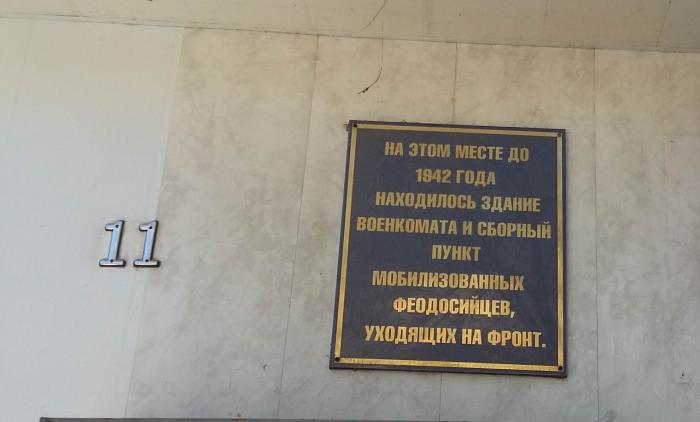 11
НА ЭТОМ МЕСТЕ ДО
1942 ГОДА
НАХОДИЛОСЬ ЗДАНИЕ
ВОЕНКОМАТА И СБОРНЫЙ
ПУНКТ
МОБИЛИЗОВАННЫХ
ФЕОДОСИЙЦЕВ,
УХОДЯЩИХ НА ФРОНТ.